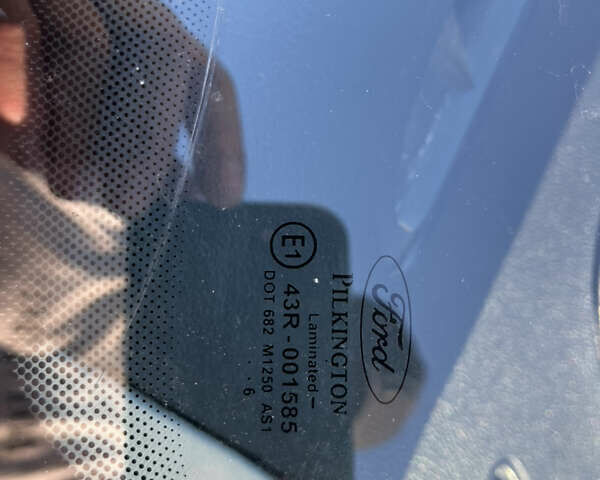 Ford
PILKINGTON
Laminated -
E1 43R - 001585
DOT 682 M1250 AS1
6